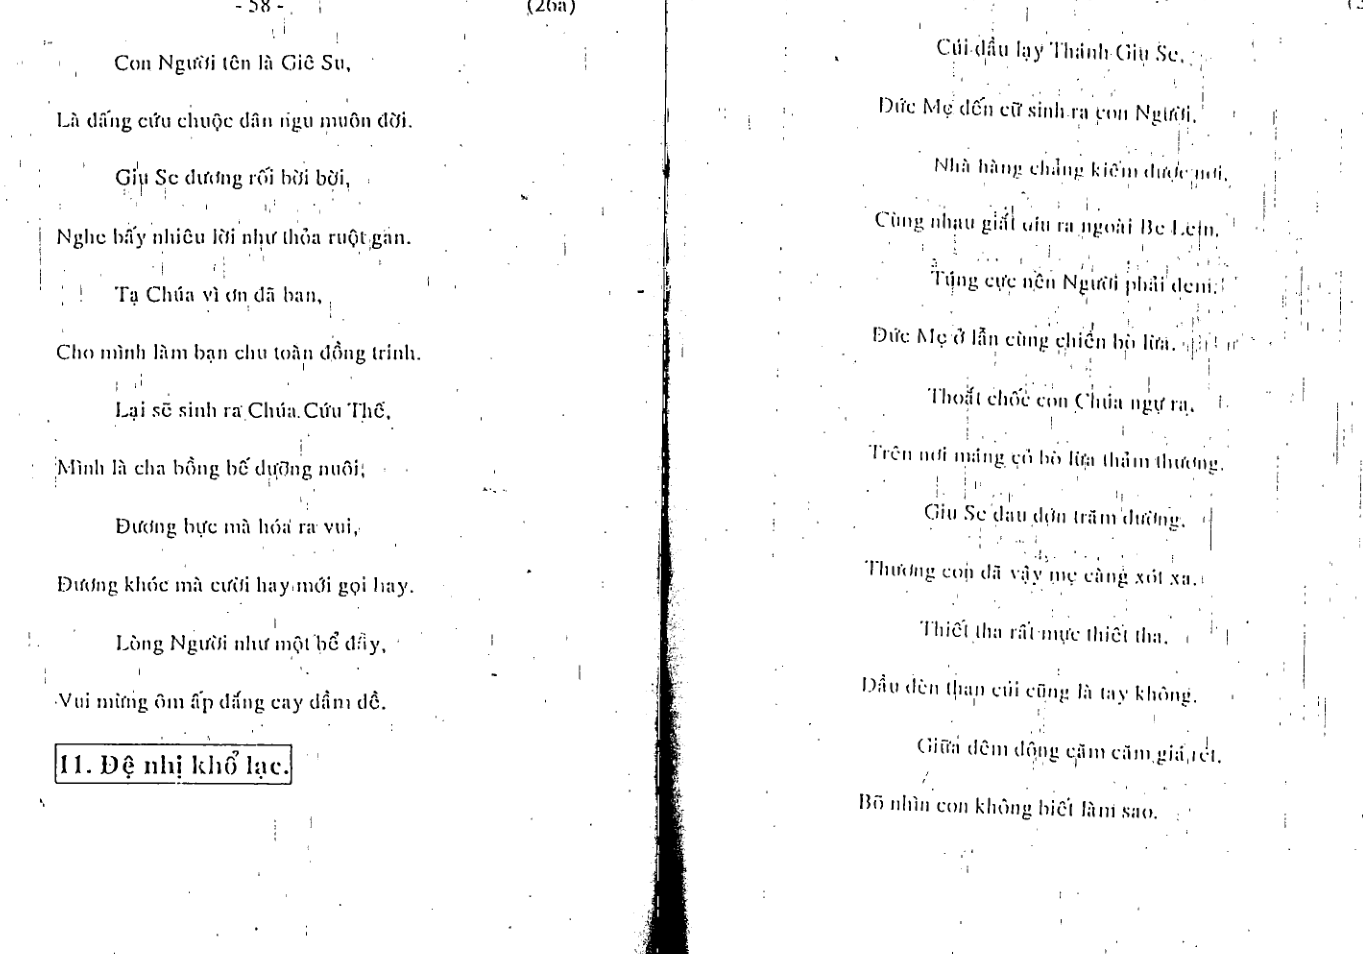 - 58 -
(26a)
Con Người tên là Giê Su,
Là đấng cứu chuộc dân ngu muôn đời.
Giu Se đương rối bời bời,
Nghe bấy nhiêu lời như thỏa ruột gan.
Tạ Chúa vì ơn đã ban,
Cho mình làm bạn chu toàn đồng trinh.
Lại sẽ sinh ra Chúa Cứu Thế,
Mình là cha bồng bế dưỡng nuôi;
Đương bực mà hóa ra vui,
Đương khóc mà cười hay mới gọi hay.
Lòng Người như một bể đầy,
Vui mừng ôm ấp đắng cay dầm dề.
11. Đệ nhị khổ lạc.
Cúi đầu lạy Thánh Giu Se,
Đức Mẹ đến cữ sinh ra con Người,
Nhà hàng chẳng kiếm được nơi,
Cùng nhau giắt díu ra ngoài Be Lem,
Túng cực nên Người phải đem,
Đức Mẹ ở lẫn cùng chiên bò lừa.
Thoắt chốc con Chúa ngự ra,
Trên nơi máng cỏ bò lừa thảm thương.
Giu Se đau đớn trăm đường,
Thương con đã vậy mẹ càng xót xa.
Thiết tha rất mực thiết tha,
Dầu đèn than củi cũng là tay không.
Giữa đêm đông căm căm giá rét,
Bõ nhìn con không biết làm sao.